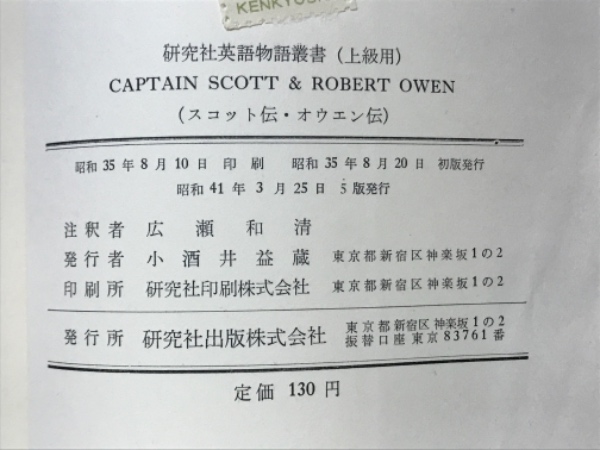 KENKYUSH
研究社英語物語叢書（上級用）
CAPTAIN SCOTT & ROBERT OWEN
（スコット伝・オウエン伝）
昭和 35 年 8 月 10 日 印 刷 昭和 35 年 8 月 20 日 初版発行
昭和 41 年 3 月 25 日 5 版発行
注釈者 広瀬和清
発行者 小酒井益蔵 東京都新宿区神楽坂1の2
印刷所 研究社印刷株式会社 東京都新宿区神楽坂1の2
発行所 研究社出版株式会社 東京都新宿区神楽坂1の2
振替口座 東京 83761 番
定価 130 円